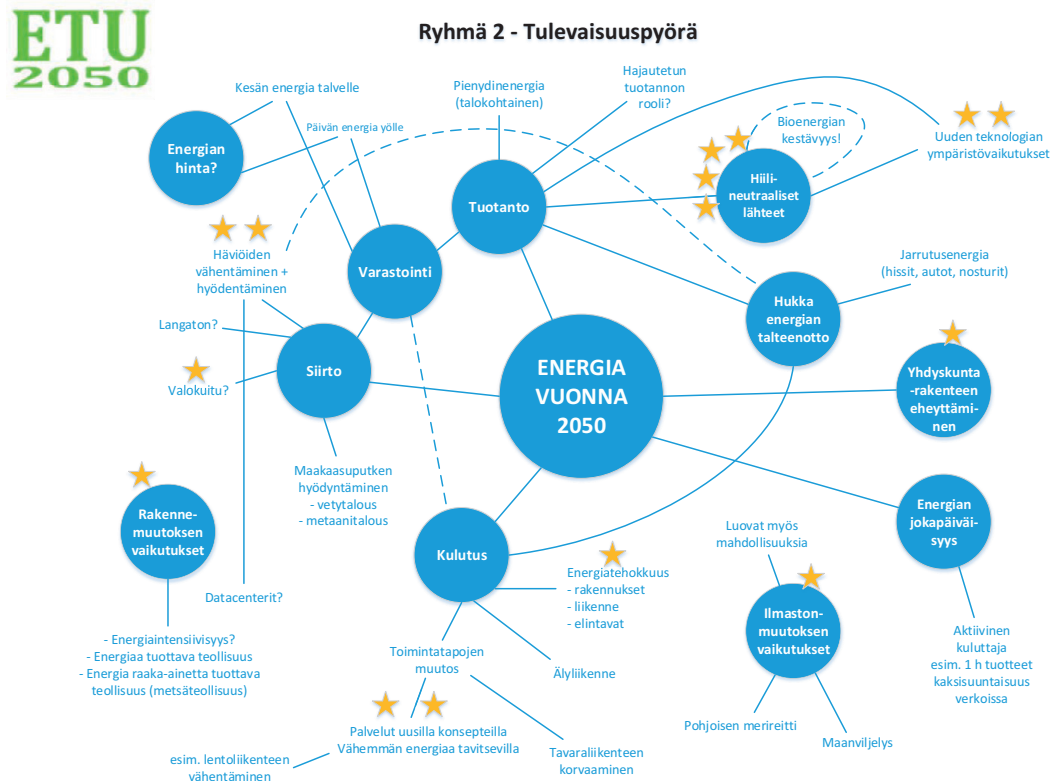 ETU
2050
Ryhmä 2 - Tulevaisuuspyörä
Kesän energia talvelle
Päivän energia yölle
Energian
hinta?
Pienydinenergia
(talokohtainen)
Hajautetun
tuotannon
rooli?
Bioenergian
kestävyys!
Uuden teknologian
ympäristövaikutukset
Hiili-
neutraaliset
lähteet
Tuotanto
Varastointi
Häviöiden
vähentäminen +
hyödentäminen
Jarrutusenergia
(hissit, autot, nosturit)
Hukka
energian
talteenotto
Langaton?
Siirto
Valokuitu?
ENERGIA
VUONNA
2050
Yhdyskunta
-rakenteen
eheyttämi-
nen
Maakaasuputken
hyödyntäminen
- vetytalous
- metaanitalous
Rakenne-
muutoksen
vaikutukset
Kulutus
Energian
jokapäiväi-
syys
Luovat myös
mahdollisuuksia
Datacenterit?
Energiatehokkuus
- rakennukset
- liikenne
- elintavat
Ilmaston-
muutoksen
vaikutukset
- Energiaintensiivisyys?
- Energiaa tuottava teollisuus
- Energia raaka-ainetta tuottava
teollisuus (metsäteollisuus)
Toimintatapojen
muutos
Älyliikenne
Aktiivinen
kuluttaja
esim. 1 h tuotteet
kaksisuuntaisuus
verkoissa
Palvelut uusilla konsepteilla
Vähemmän energiaa tavitsevilla
Pohjoisen merireitti
Maanviljelys
esim. lentoliikenteen
vähentäminen
Tavaraliikenteen
korvaaminen